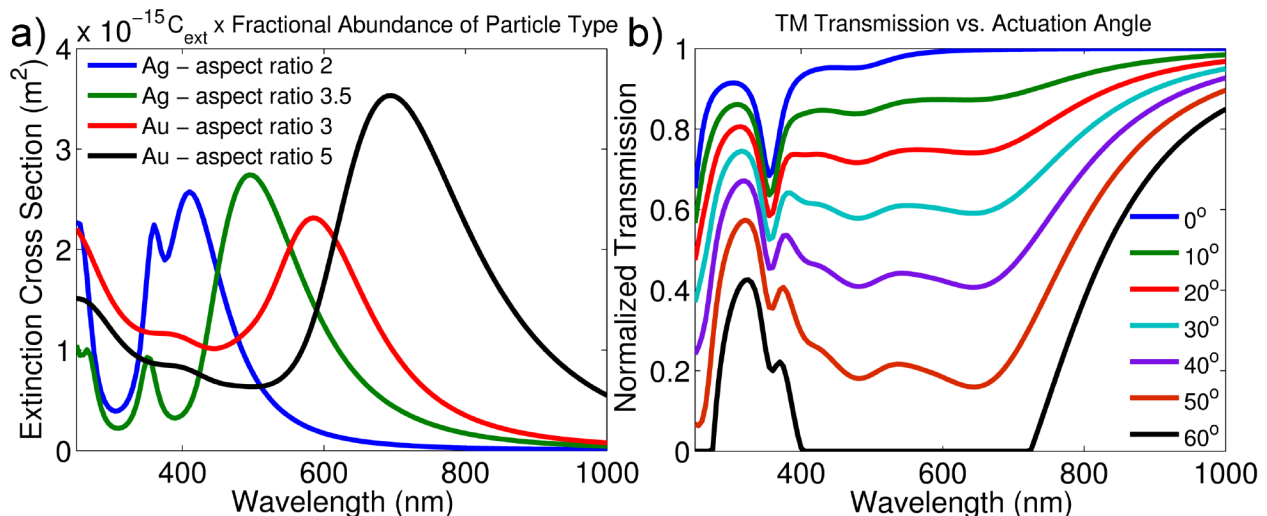 a)
x 10^-15 C_ext x Fractional Abundance of Particle Type
Extinction Cross Section (m^2)
4
3
2
1
0
Ag – aspect ratio 2
Ag – aspect ratio 3.5
Au – aspect ratio 3
Au – aspect ratio 5
400 600 800 1000
Wavelength (nm)
b)
TM Transmission vs. Actuation Angle
Normalized Transmission
1
0.8
0.6
0.4
0.2
0
0°
10°
20°
30°
40°
50°
60°
400 600 800 1000
Wavelength (nm)